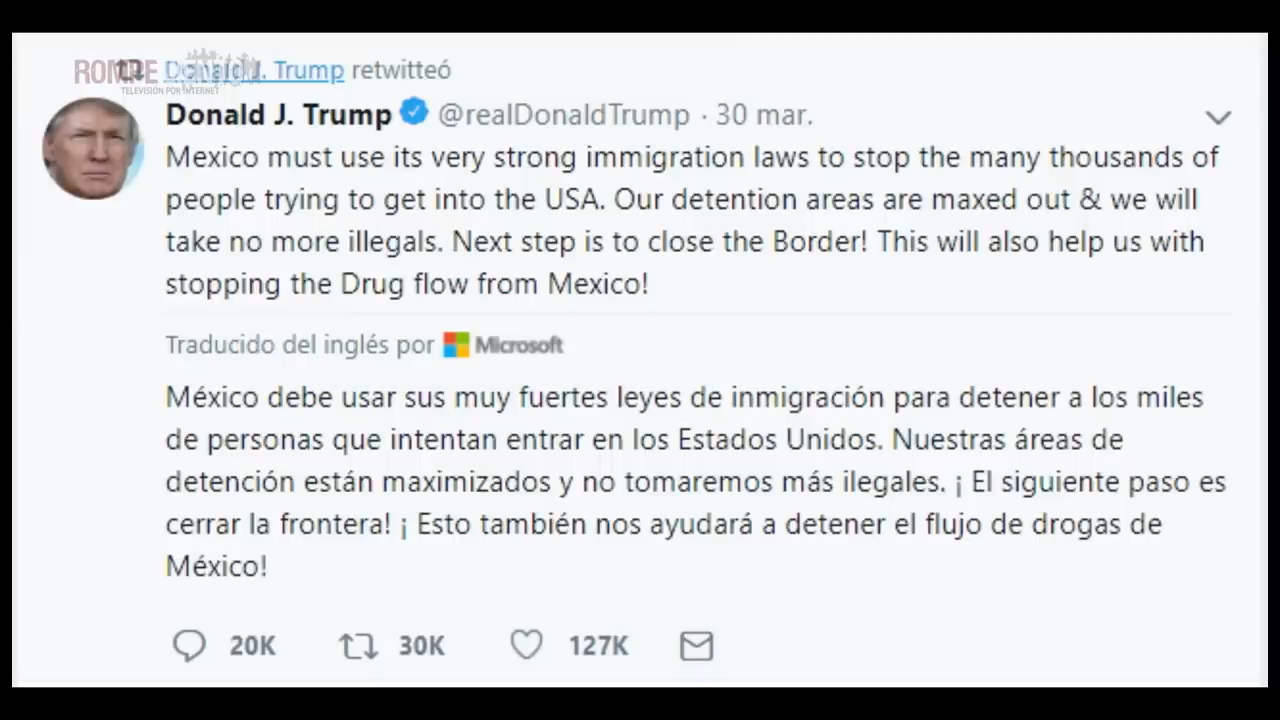 ROMPE
TELEVISIÓN POR INTERNET
Donald J. Trump retwitteó
Donald J. Trump @realDonaldTrump · 30 mar.
Mexico must use its very strong immigration laws to stop the many thousands of
people trying to get into the USA. Our detention areas are maxed out & we will
take no more illegals. Next step is to close the Border! This will also help us with
stopping the Drug flow from Mexico!
Traducido del inglés por Microsoft
México debe usar sus muy fuertes leyes de inmigración para detener a los miles
de personas que intentan entrar en los Estados Unidos. Nuestras áreas de
detención están maximizados y no tomaremos más ilegales. ¡ El siguiente paso es
cerrar la frontera! ¡ Esto también nos ayudará a detener el flujo de drogas de
México!
20K 30K 127K